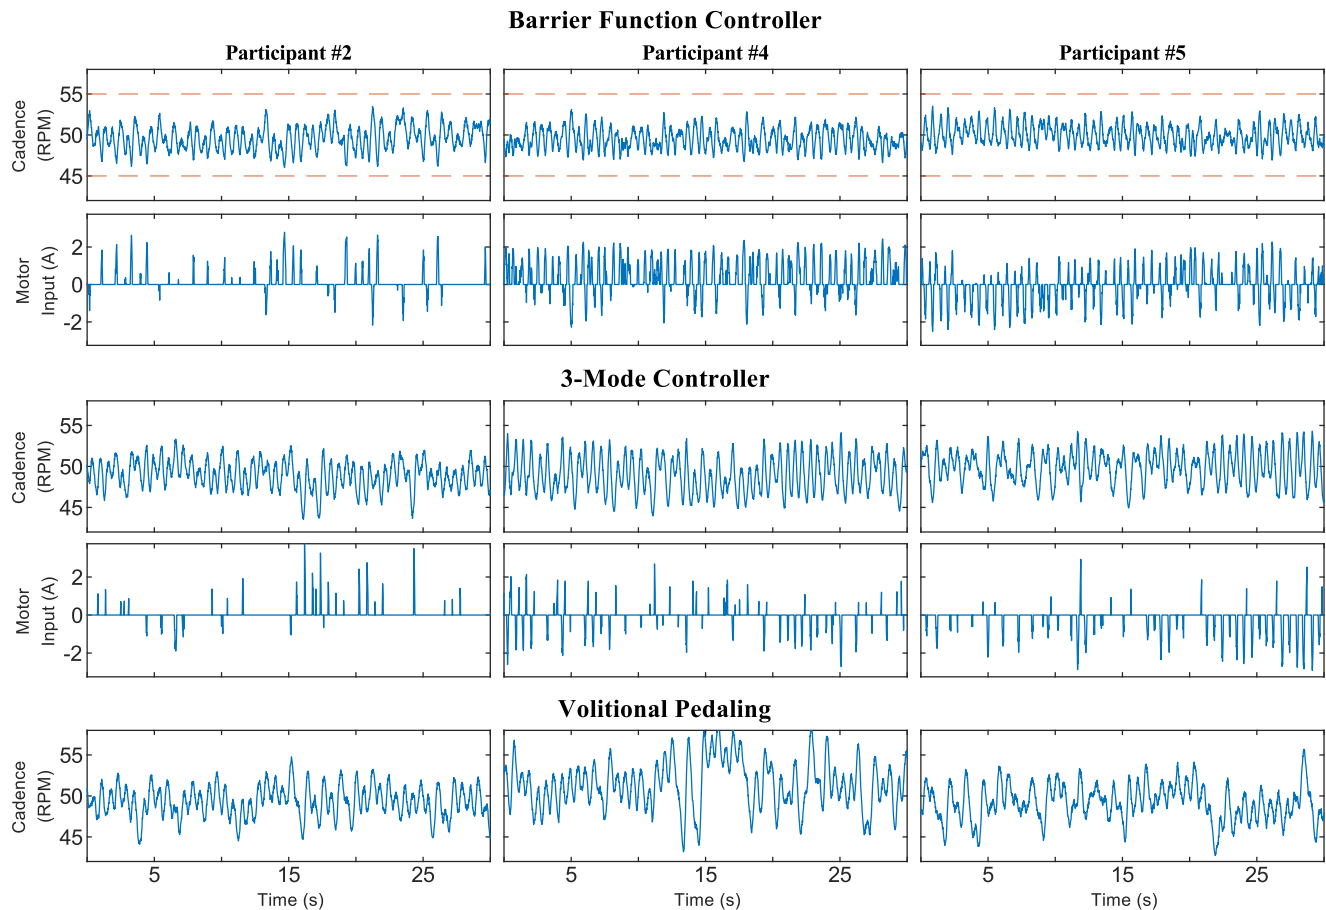 Barrier Function Controller
Participant #2 Participant #4 Participant #5
Cadence
(RPM)
55
50
45
Motor
Input (A)
2
0
-2
3-Mode Controller
Cadence
(RPM)
55
50
45
Motor
Input (A)
2
0
-2
Volitional Pedaling
Cadence
(RPM)
55
50
45
5 15 25 5 15 25 5 15 25
Time (s) Time (s) Time (s)